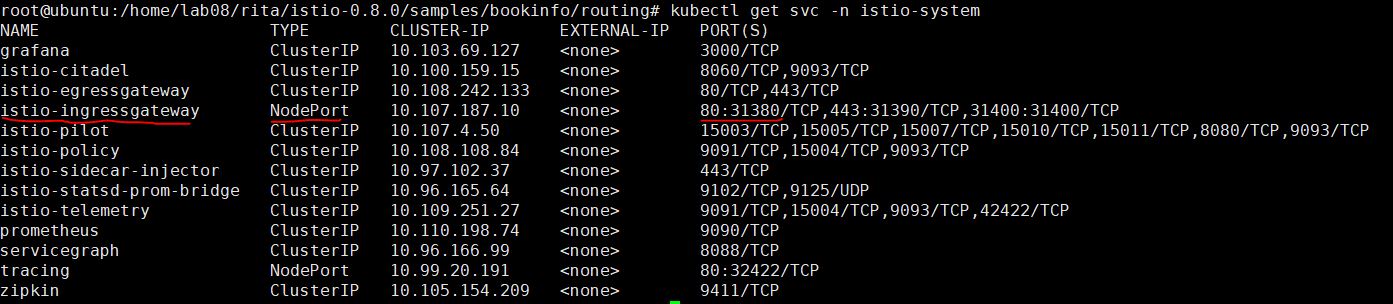 root@ubuntu:/home/lab08/rita/istio-0.8.0/samples/bookinfo/routing# kubectl get svc -n istio-system
NAME TYPE CLUSTER-IP EXTERNAL-IP PORT(S)
grafana ClusterIP 10.103.69.127 <none> 3000/TCP
istio-citadel ClusterIP 10.100.159.15 <none> 8060/TCP,9093/TCP
istio-egressgateway ClusterIP 10.108.242.133 <none> 80/TCP,443/TCP
istio-ingressgateway NodePort 10.107.187.10 <none> 80:31380/TCP,443:31390/TCP,31400:31400/TCP
istio-pilot ClusterIP 10.107.4.50 <none> 15003/TCP,15005/TCP,15007/TCP,15010/TCP,15011/TCP,8080/TCP,9093/TCP
istio-policy ClusterIP 10.108.108.84 <none> 9091/TCP,15004/TCP,9093/TCP
istio-sidecar-injector ClusterIP 10.97.102.37 <none> 443/TCP
istio-statsd-prom-bridge ClusterIP 10.96.165.64 <none> 9102/TCP,9125/UDP
istio-telemetry ClusterIP 10.109.251.27 <none> 9091/TCP,15004/TCP,9093/TCP,42422/TCP
prometheus ClusterIP 10.110.198.74 <none> 9090/TCP
servicegraph ClusterIP 10.96.166.99 <none> 8088/TCP
tracing NodePort 10.99.20.191 <none> 80:32422/TCP
zipkin ClusterIP 10.105.154.209 <none> 9411/TCP